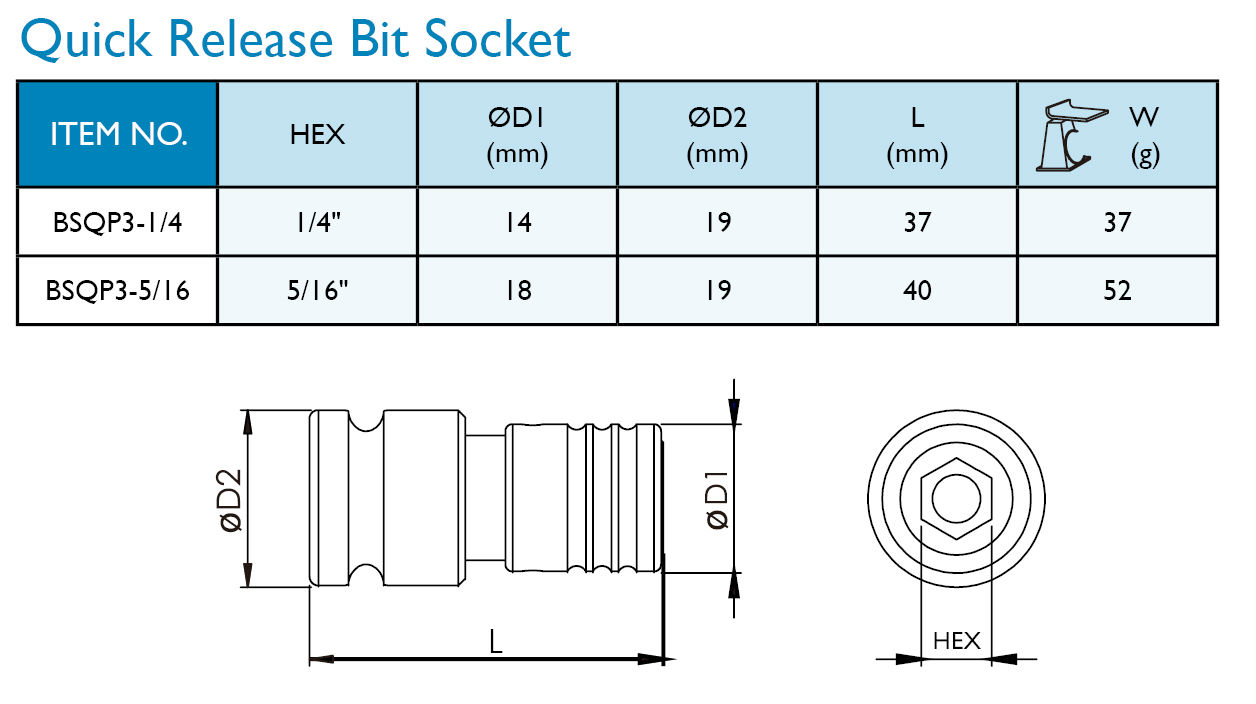 Quick Release Bit Socket
ITEM NO. HEX ØD1 (mm) ØD2 (mm) L (mm) W (g)
BSQP3-1/4 1/4" 14 19 37 37
BSQP3-5/16 5/16" 18 19 40 52
øD2
øD1
L
HEX